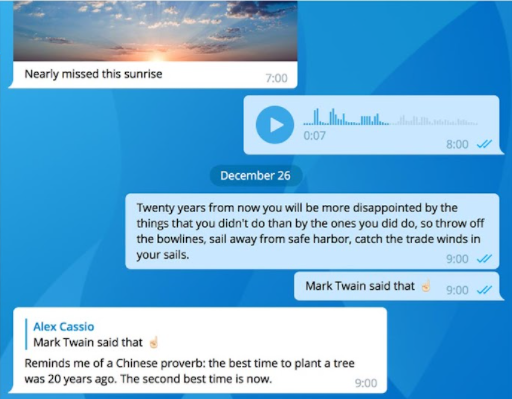 Nearly missed this sunrise
7:00
0:07
8:00
December 26
Twenty years from now you will be more disappointed by the
things that you didn't do than by the ones you did do, so throw off
the bowlines, sail away from safe harbor, catch the trade winds in
your sails.
9:00
Mark Twain said that ☝🏻
9:00
Alex Cassio
Mark Twain said that ☝🏻
Reminds me of a Chinese proverb: the best time to plant a tree
was 20 years ago. The second best time is now.
9:00